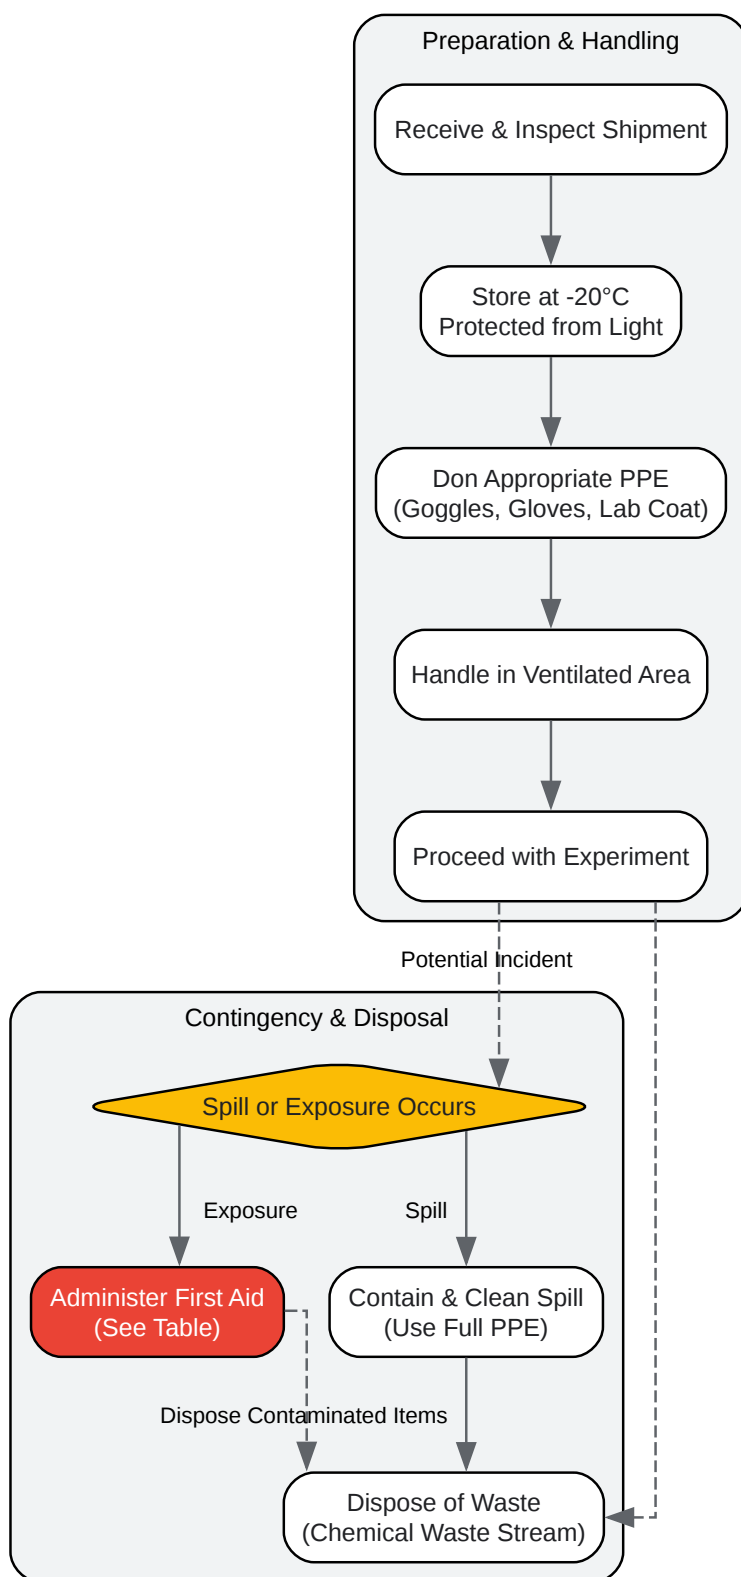 Preparation & Handling
Receive & Inspect Shipment
Store at -20°C
Protected from Light
Don Appropriate PPE
(Goggles, Gloves, Lab Coat)
Handle in Ventilated Area
Proceed with Experiment
Potential Incident
Contingency & Disposal
Spill or Exposure Occurs
Exposure
Spill
Administer First Aid
(See Table)
Contain & Clean Spill
(Use Full PPE)
Dispose Contaminated Items
Dispose of Waste
(Chemical Waste Stream)